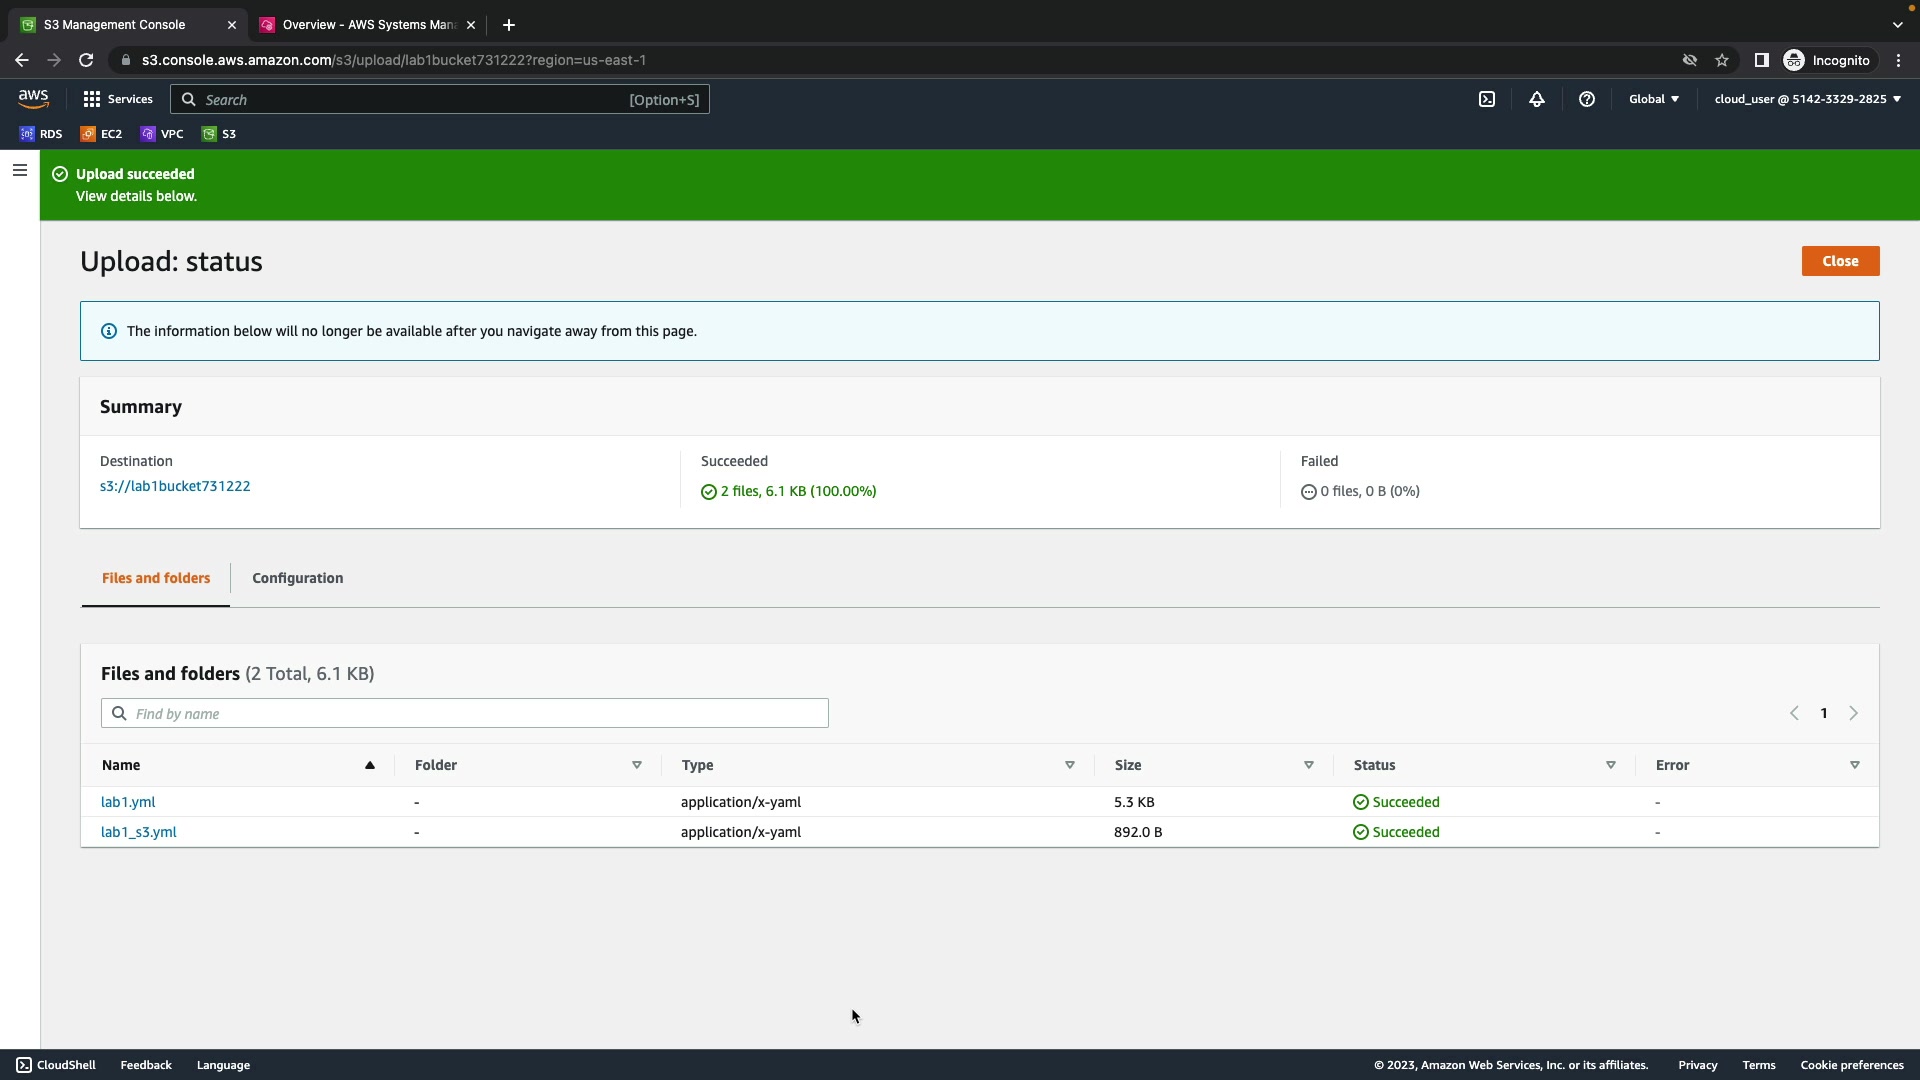 S3 Management Console
Overview - AWS Systems Man
s3.console.aws.amazon.com/s3/upload/lab1bucket731222?region=us-east-1
Incognito
aws
Services
Search
[Option+S]
Global
cloud_user @ 5142-3329-2825
RDS
EC2
VPC
S3
Upload succeeded
View details below.
Upload: status
Close
The information below will no longer be available after you navigate away from this page.
Summary
Destination
s3://lab1bucket731222
Succeeded
2 files, 6.1 KB (100.00%)
Failed
0 files, 0 B (0%)
Files and folders
Configuration
Files and folders (2 Total, 6.1 KB)
Find by name
1
Name Folder Type Size Status Error
lab1.yml - application/x-yaml 5.3 KB Succeeded -
lab1_s3.yml - application/x-yaml 892.0 B Succeeded -
CloudShell Feedback Language
© 2023, Amazon Web Services, Inc. or its affiliates. Privacy Terms Cookie preferences